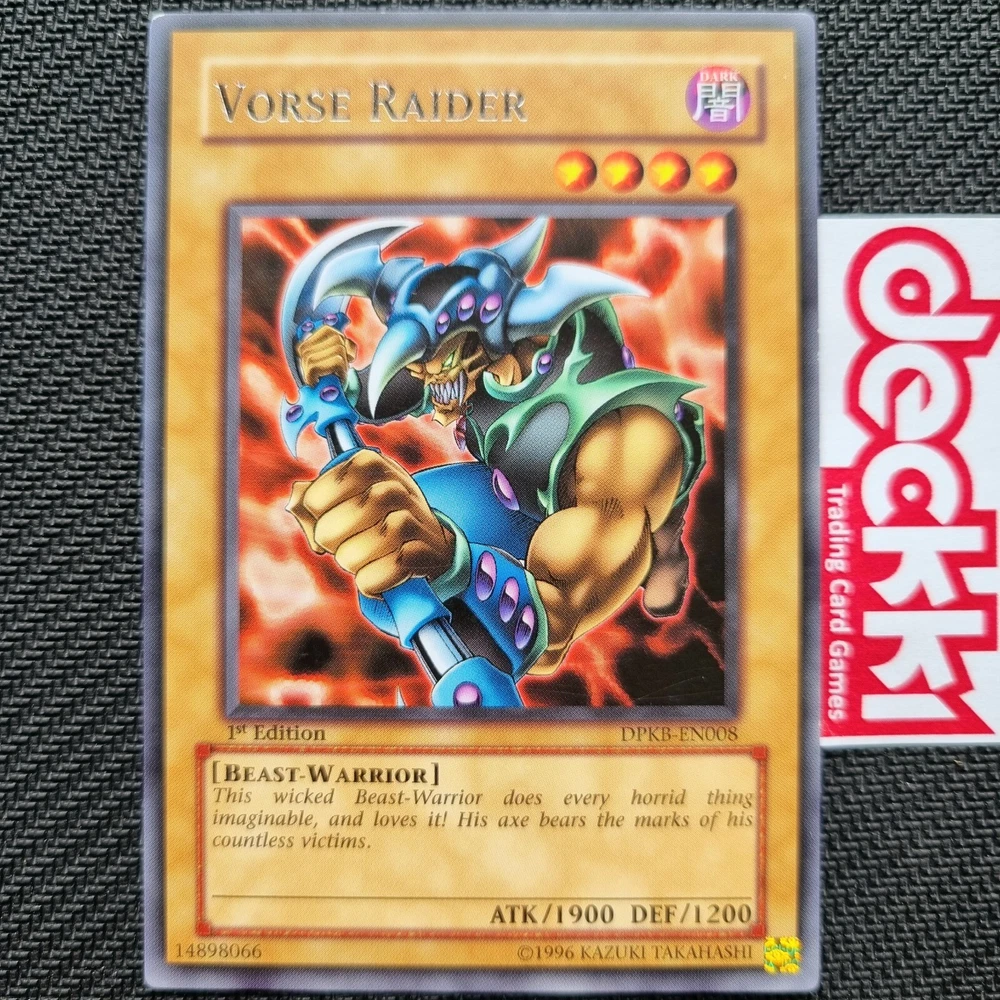 VORSE RAIDER
DARK
闇
1st Edition
DPKB-EN008
[BEAST-WARRIOR]
This wicked Beast-Warrior does every horrid thing
imaginable, and loves it! His axe bears the marks of his
countless victims.
ATK/1900 DEF/1200
14898066
©1996 KAZUKI TAKAHASHI
deckk1
Trading Card Games